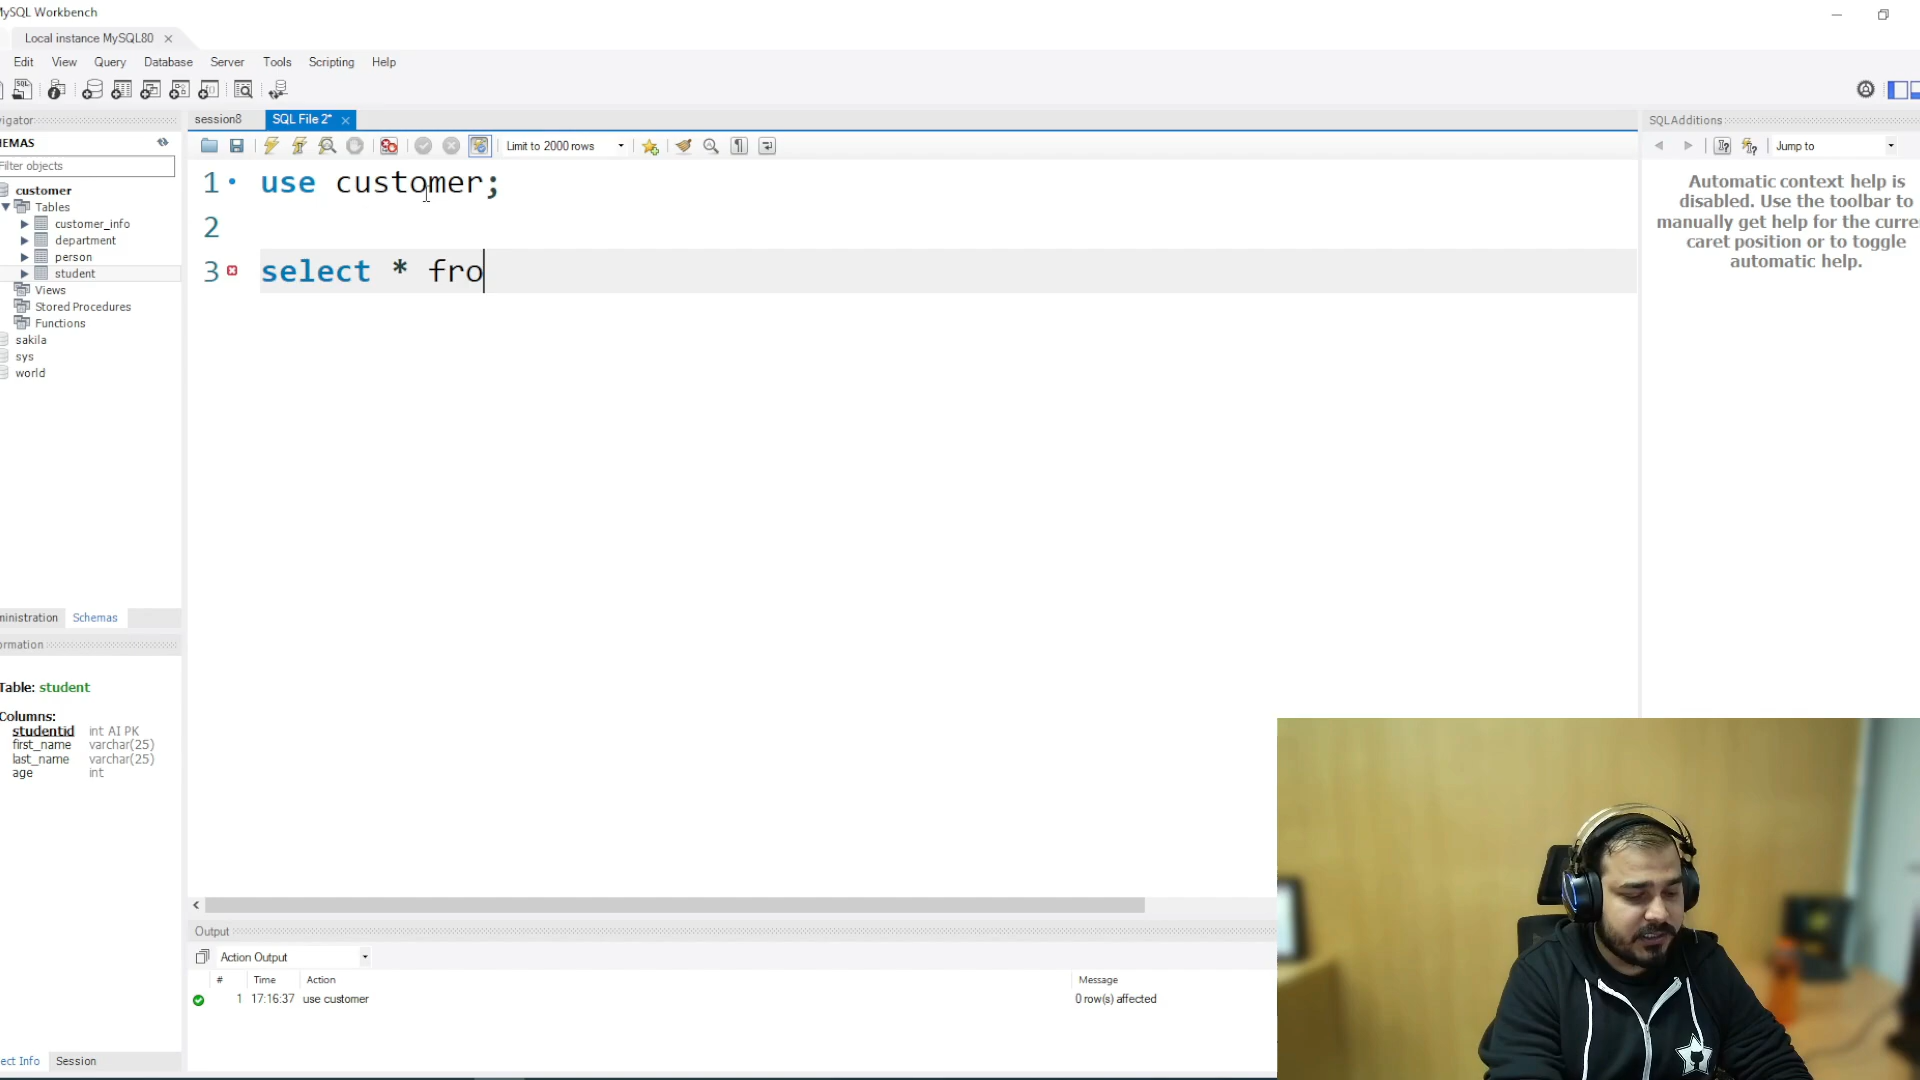 MySQL Workbench
Local instance MySQL80
Edit View Query Database Server Tools Scripting Help
vigator
HEMAS
Filter objects
customer
Tables
customer_info
department
person
student
Views
Stored Procedures
Functions
sakila
sys
world
ministration Schemas
ormation
Table: student
Columns:
studentid int AI PK
first_name varchar(25)
last_name varchar(25)
age int
ect Info Session
session8 SQL File 2*
Limit to 2000 rows
1 use customer;
2
3 select * fro
Output
Action Output
# Time Action Message
1 17:16:37 use customer 0 row(s) affected
SQLAdditions
Jump to
Automatic context help is
disabled. Use the toolbar to
manually get help for the curre
caret position or to toggle
automatic help.